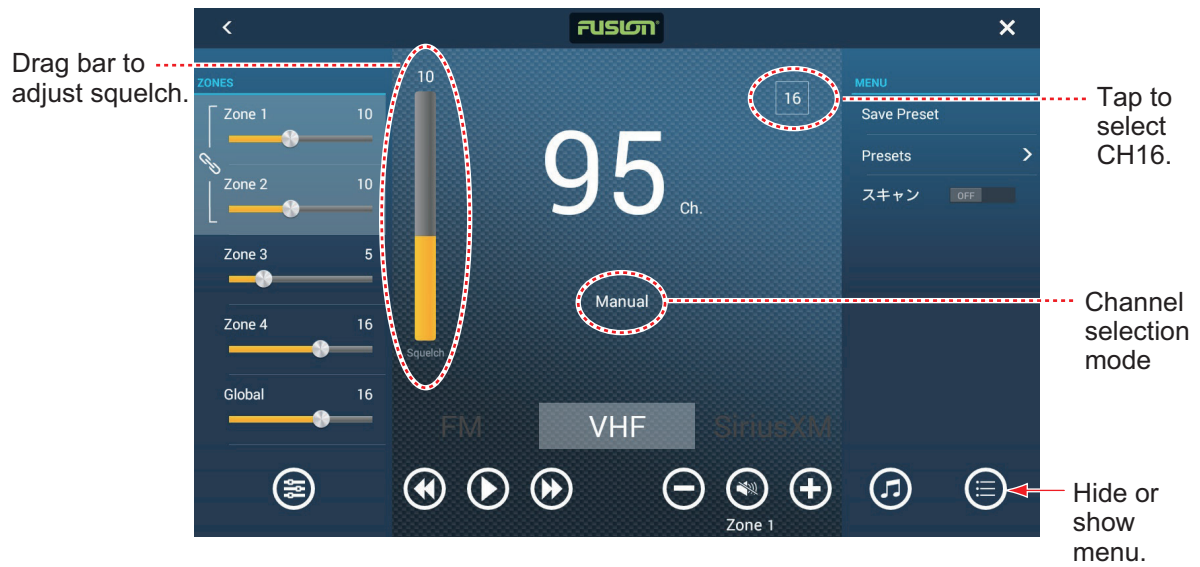 FUSION
Drag bar to
adjust squelch.
ZONES
Zone 1 10
Zone 2 10
Zone 3 5
Zone 4 16
Global 16
10
Squelch
16
95 Ch.
Manual
FM VHF SiriusXM
Zone 1
MENU
Save Preset
Presets
スキャン OFF
Tap to
select
CH16.
Channel
selection
mode
Hide or
show
menu.